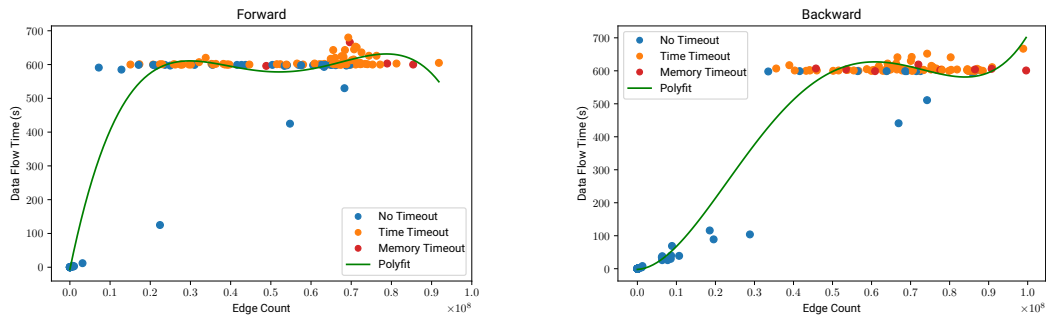 Forward
700
600
500
400
300
200
100
0
Data Flow Time (s)
No Timeout
Time Timeout
Memory Timeout
Polyfit
0.0 0.1 0.2 0.3 0.4 0.5 0.6 0.7 0.8 0.9
Edge Count
×10⁸
Backward
700
600
500
400
300
200
100
0
Data Flow Time (s)
No Timeout
Time Timeout
Memory Timeout
Polyfit
0.0 0.1 0.2 0.3 0.4 0.5 0.6 0.7 0.8 0.9 1.0
Edge Count
×10⁸